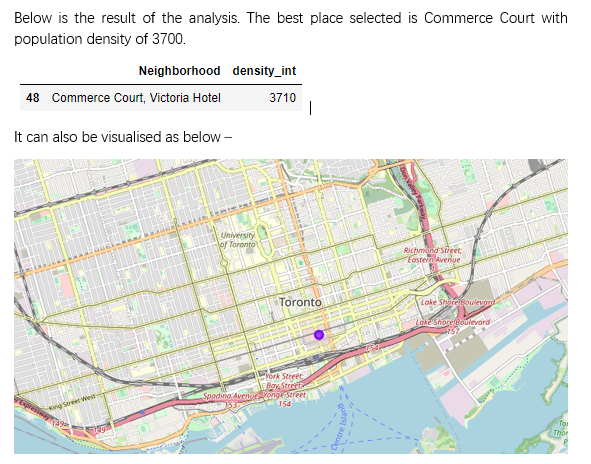 Below is the result of the analysis. The best place selected is Commerce Court with
population density of 3700.
Neighborhood density_int
48 Commerce Court, Victoria Hotel 3710
It can also be visualised as below –
Don Valley Parkway
University
of Toronto
Richmond Street;
Eastern Avenue
Toronto
Lake Shore Boulevard
Lake Shore Boulevard
157
154
York Street;
Bay Street;
Spadina Avenue Yonge Street
153 154
King Street West
Expressway
149
149
Centre Island